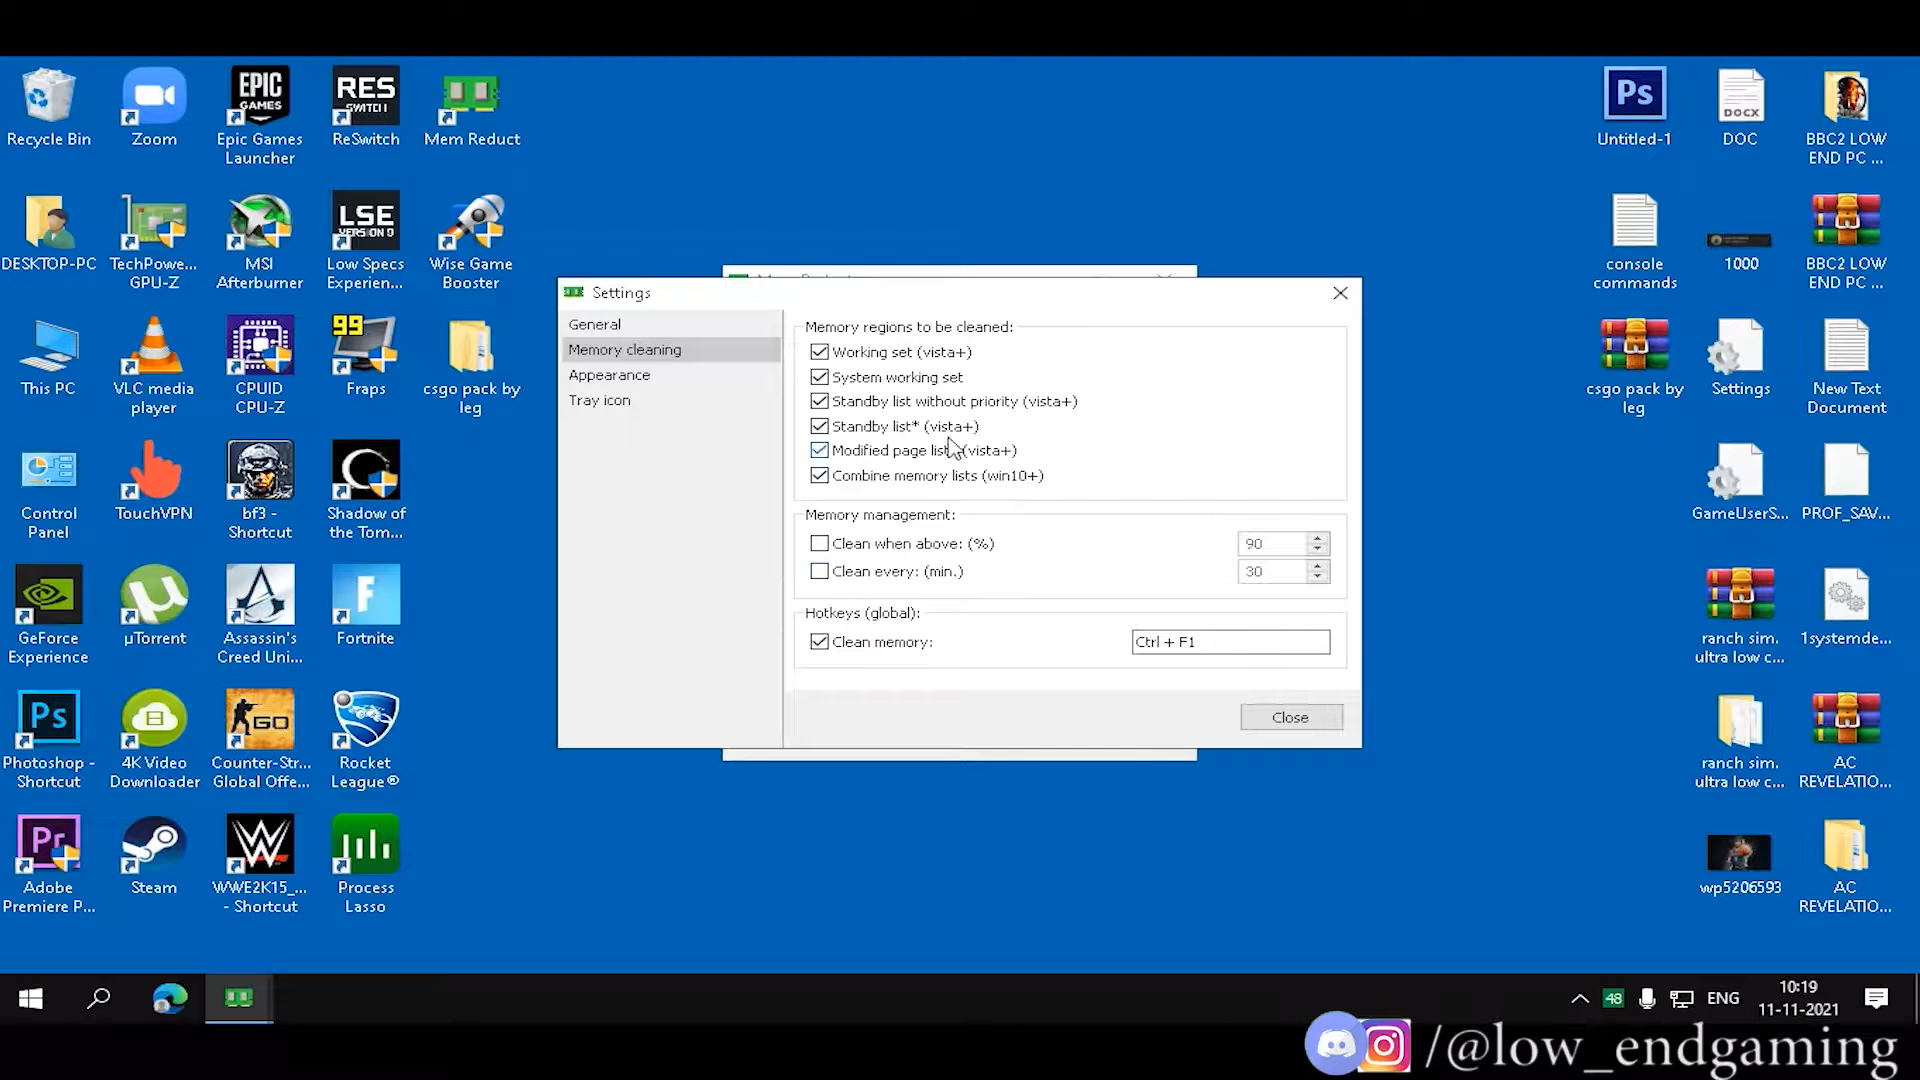 Recycle Bin
Zoom
EPIC
GAMES
Epic Games
Launcher
RES
SWITCH
ReSwitch
Mem Reduct
DESKTOP-PC
TechPowe...
GPU-Z
MSI
Afterburner
LSE
VERSION 9
Low Specs
Experien...
Wise Game
Booster
This PC
VLC media
player
CPUID
CPU-Z
99
Fraps
csgo pack by
leg
Control
Panel
TouchVPN
bf3 -
Shortcut
Shadow of
the Tom...
GeForce
Experience
µTorrent
Assassin's
Creed Uni...
F
Fortnite
Ps
Photoshop -
Shortcut
4K Video
Downloader
GO
Counter-Str...
Global Offe...
Rocket
League®
Pr
Adobe
Premiere P...
Steam
WWE2K15_...
- Shortcut
Process
Lasso
Settings
General
Memory cleaning
Appearance
Tray icon
Memory regions to be cleaned:
Working set (vista+)
System working set
Standby list without priority (vista+)
Standby list* (vista+)
Modified page list (vista+)
Combine memory lists (win10+)
Memory management:
Clean when above: (%)
90
Clean every: (min.)
30
Hotkeys (global):
Clean memory:
Ctrl + F1
Close
Ps
Untitled-1
DOCX
DOC
BBC2 LOW
END PC ...
console
commands
1000
BBC2 LOW
END PC ...
csgo pack by
leg
Settings
New Text
Document
GameUserS...
PROF_SAV...
ranch sim.
ultra low c...
1systemde...
ranch sim.
ultra low c...
AC
REVELATIO...
wp5206593
AC
REVELATIO...
48
ENG
10:19
11-11-2021
/@low_endgaming